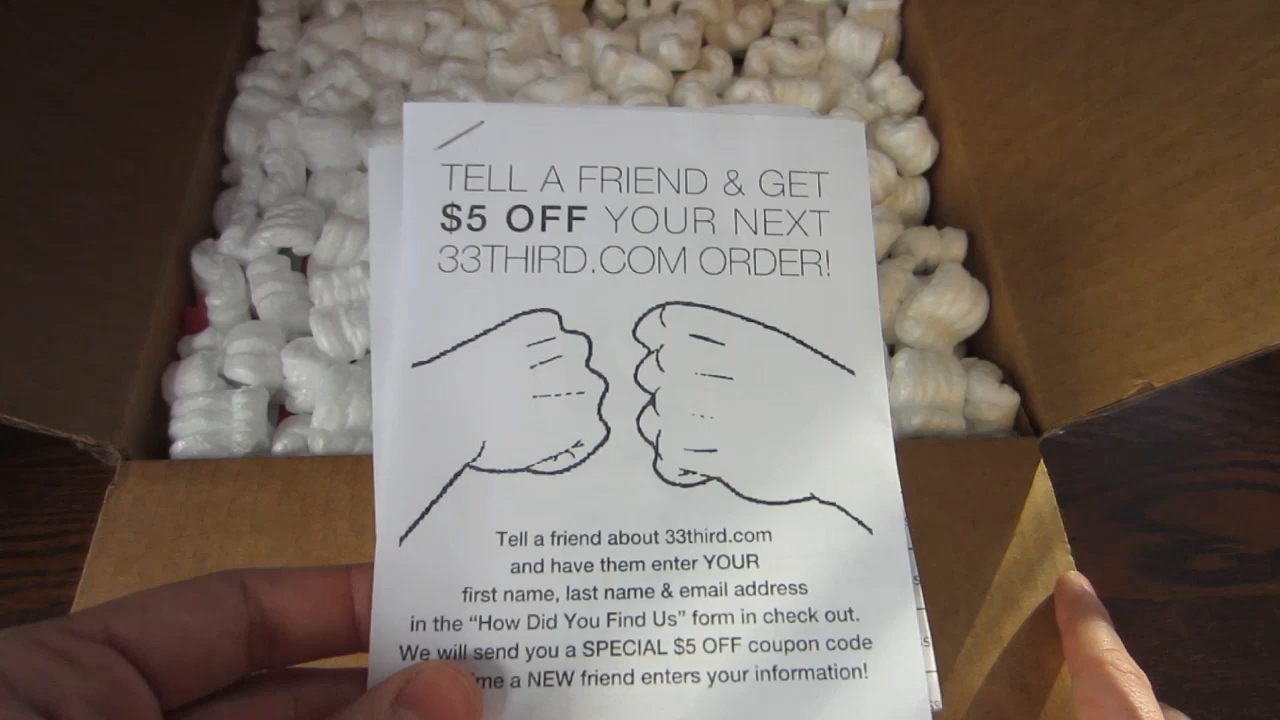 TELL A FRIEND & GET
$5 OFF YOUR NEXT
33THIRD.COM ORDER!
Tell a friend about 33third.com
and have them enter YOUR
first name, last name & email address
in the “How Did You Find Us” form in check out.
We will send you a SPECIAL $5 OFF coupon code
a NEW friend enters your information!